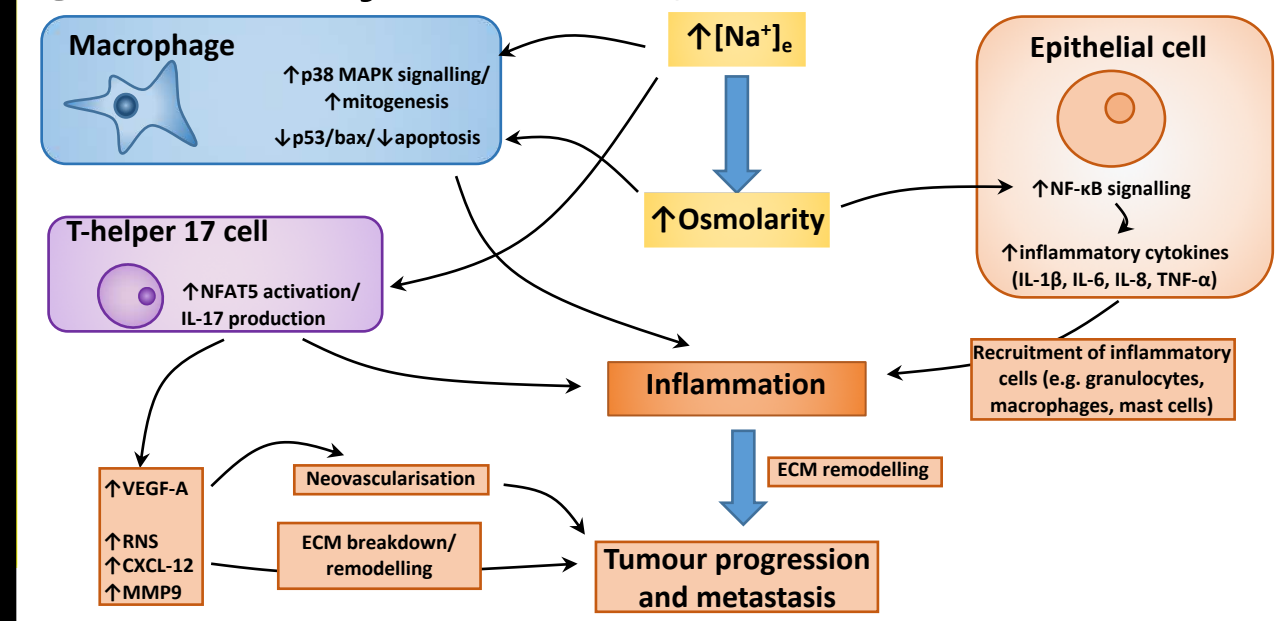 Macrophage
↑p38 MAPK signalling/
↑mitogenesis
↓p53/bax/↓apoptosis
↑[Na⁺]ₑ
↑Osmolarity
Epithelial cell
↑NF-κB signalling
↑inflammatory cytokines
(IL-1β, IL-6, IL-8, TNF-α)
T-helper 17 cell
↑NFAT5 activation/
IL-17 production
Recruitment of inflammatory
cells (e.g. granulocytes,
macrophages, mast cells)
Inflammation
ECM remodelling
↑VEGF-A
↑RNS
↑CXCL-12
↑MMP9
Neovascularisation
ECM breakdown/
remodelling
Tumour progression
and metastasis